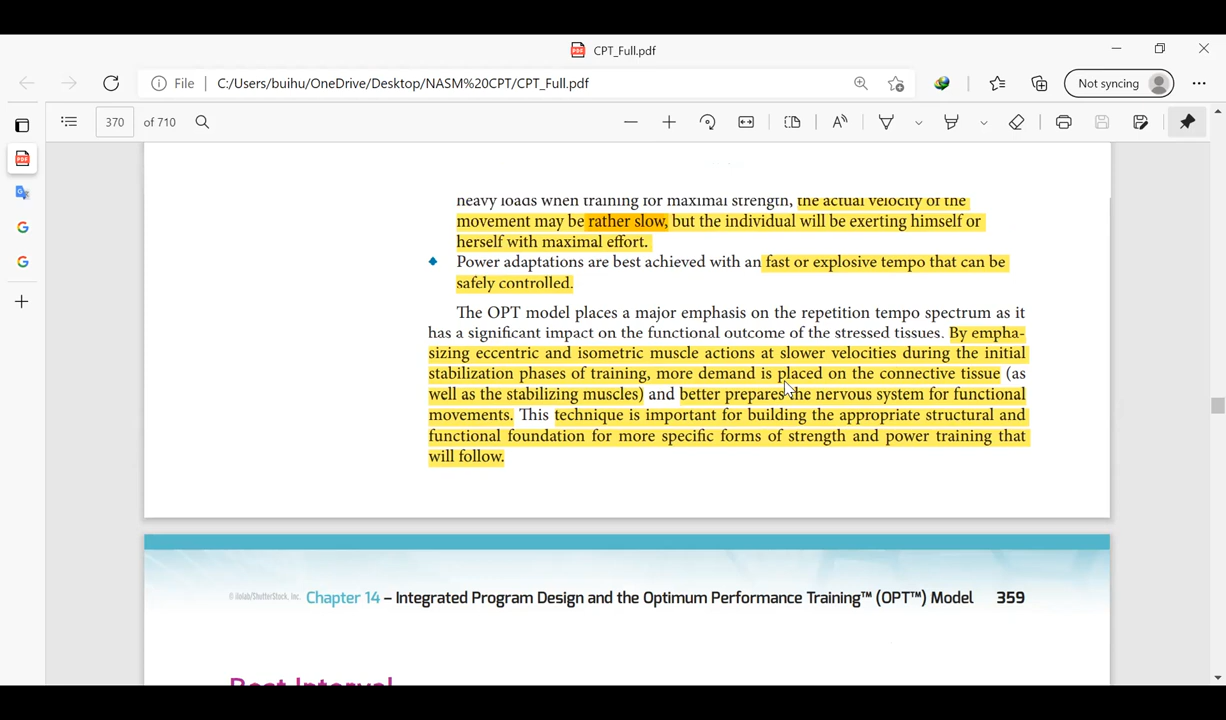 CPT_Full.pdf
File | C:/Users/buihu/OneDrive/Desktop/NASM%20CPT/CPT_Full.pdf
Not syncing
370 of 710
heavy loads when training for maximal strength, the actual velocity of the
movement may be rather slow, but the individual will be exerting himself or
herself with maximal effort.
◆ Power adaptations are best achieved with an fast or explosive tempo that can be
safely controlled.
The OPT model places a major emphasis on the repetition tempo spectrum as it
has a significant impact on the functional outcome of the stressed tissues. By empha-
sizing eccentric and isometric muscle actions at slower velocities during the initial
stabilization phases of training, more demand is placed on the connective tissue (as
well as the stabilizing muscles) and better prepares the nervous system for functional
movements. This technique is important for building the appropriate structural and
functional foundation for more specific forms of strength and power training that
will follow.
© ilolab/ShutterStock, Inc. Chapter 14 – Integrated Program Design and the Optimum Performance Training™ (OPT™) Model 359
Rest Interval